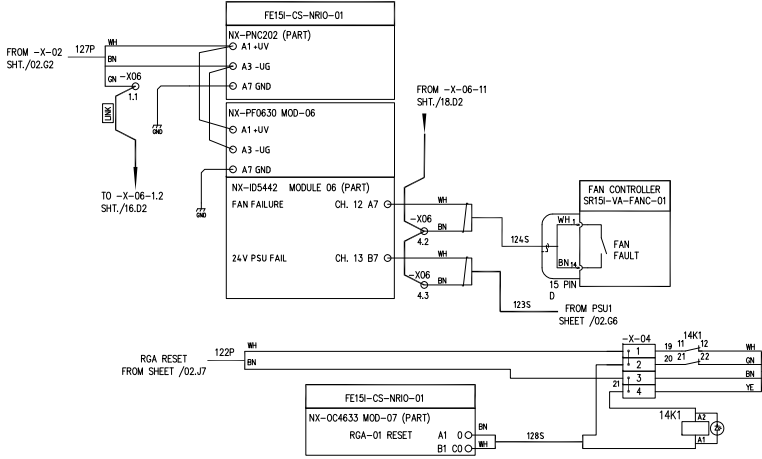 FE15I-CS-NRIO-01
NX-PNC202 (PART)
FROM -X-02
SHT./02.G2
127P
WH
BN
GN
-X06
1.1
A1 +UV
A3 -UG
A7 GND
GND
LINK
TO -X-06-1.2
SHT./16.D2
NX-PF0630 MOD-06
A1 +UV
A3 -UG
A7 GND
GND
NX-ID5442 MODULE 06 (PART)
FAN FAILURE CH. 12 A7
24V PSU FAIL CH. 13 B7
FROM -X-06-11
SHT./18.D2
WH
BN
-X06
4.2
WH
BN
-X06
4.3
124S
123S
FAN CONTROLLER
SR15I-VA-FANC-01
WH 1
BN 14
FAN
FAULT
15 PIN
D
FROM PSU1
SHEET /02.G6
RGA RESET
FROM SHEET /02.J7
122P
WH
BN
-X-04
1
2
3
4
21
14K1
19 11 12 WH
20 21 22 GN
BN
YE
14K1
A2
A1
FE15I-CS-NRIO-01
NX-OC4633 MOD-07 (PART)
RGA-01 RESET A1 0
B1 C0
BN
WH
128S